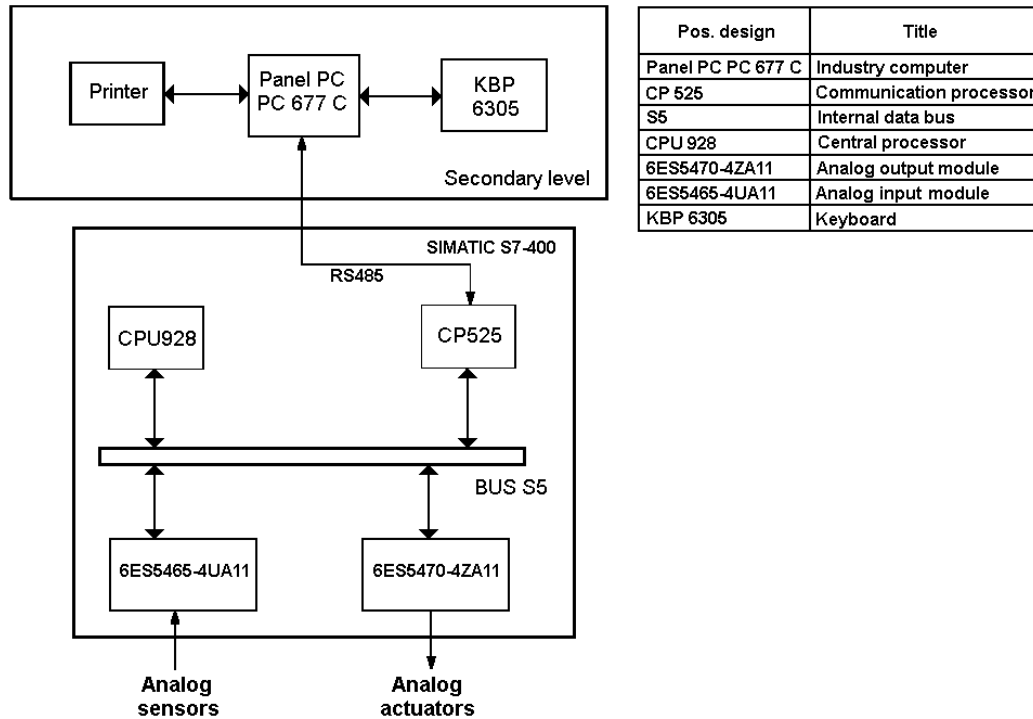 Printer
Panel PC
PC 677 C
KBP
6305
Secondary level
SIMATIC S7-400
RS485
CPU928
CP525
BUS S5
6ES5465-4UA11
6ES5470-4ZA11
Analog
sensors
Analog
actuators
Pos. design Title
Panel PC PC 677 C Industry computer
CP 525 Communication processor
S5 Internal data bus
CPU 928 Central processor
6ES5470-4ZA11 Analog output module
6ES5465-4UA11 Analog input module
KBP 6305 Keyboard